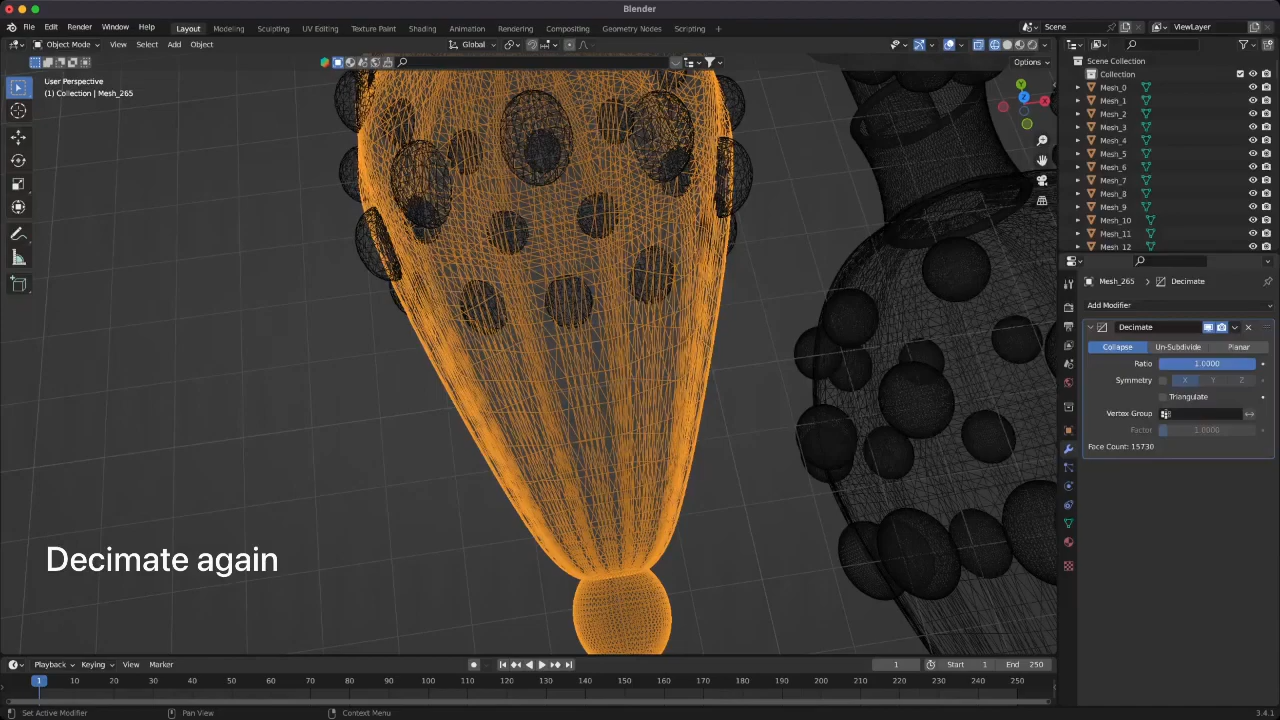 Blender
File Edit Render Window Help
Layout Modeling Sculpting UV Editing Texture Paint Shading Animation Rendering Compositing Geometry Nodes Scripting +
Scene
ViewLayer
Object Mode View Select Add Object
Global
Options
User Perspective
(1) Collection | Mesh_265
Y
Z
X
Scene Collection
Collection
Mesh_0
Mesh_1
Mesh_2
Mesh_3
Mesh_4
Mesh_5
Mesh_6
Mesh_7
Mesh_8
Mesh_9
Mesh_10
Mesh_11
Mesh_12
Mesh_265 > Decimate
Add Modifier
Decimate
Collapse Un-Subdivide Planar
Ratio 1.0000
Symmetry X Y Z
Triangulate
Vertex Group
Factor 1.0000
Face Count: 15730
Decimate again
Playback Keying View Marker
1 Start 1 End 250
1 10 20 30 40 50 60 70 80 90 100 110 120 130 140 150 160 170 180 190 200 210 220 230 240 250
Set Active Modifier Pan View Context Menu
3.4.1